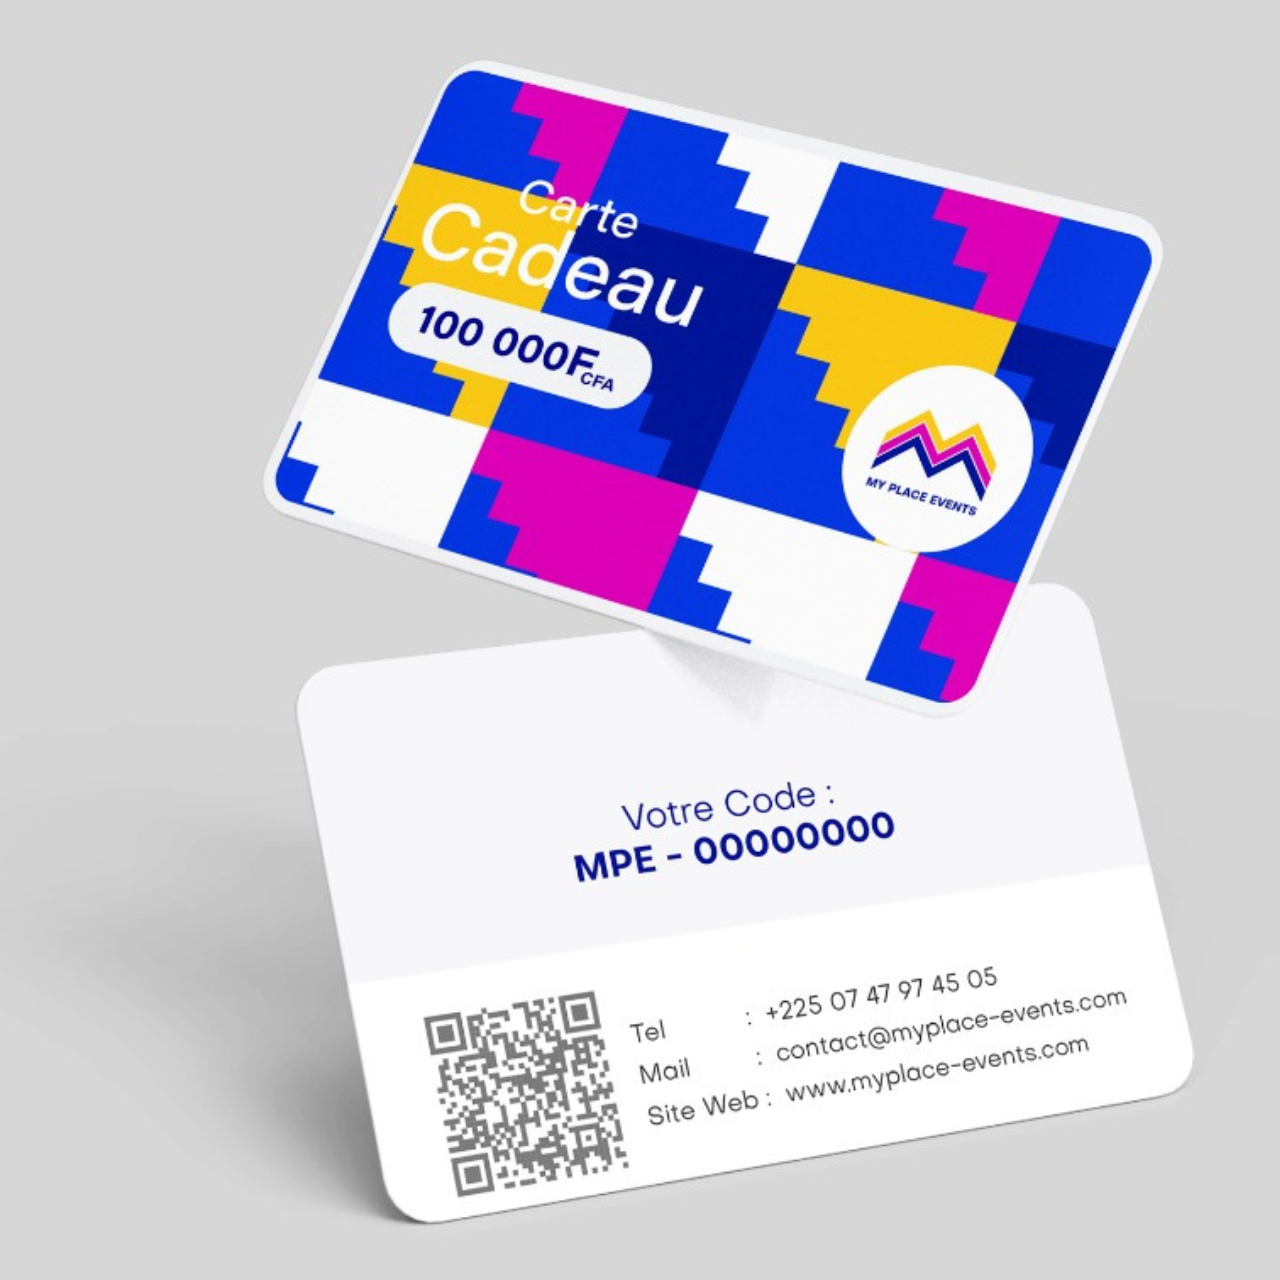 Carte
Cadeau
100 000F CFA
MY PLACE EVENTS
Votre Code :
MPE - 00000000
Tel : +225 07 47 97 45 05
Mail : contact@myplace-events.com
Site Web : www.myplace-events.com